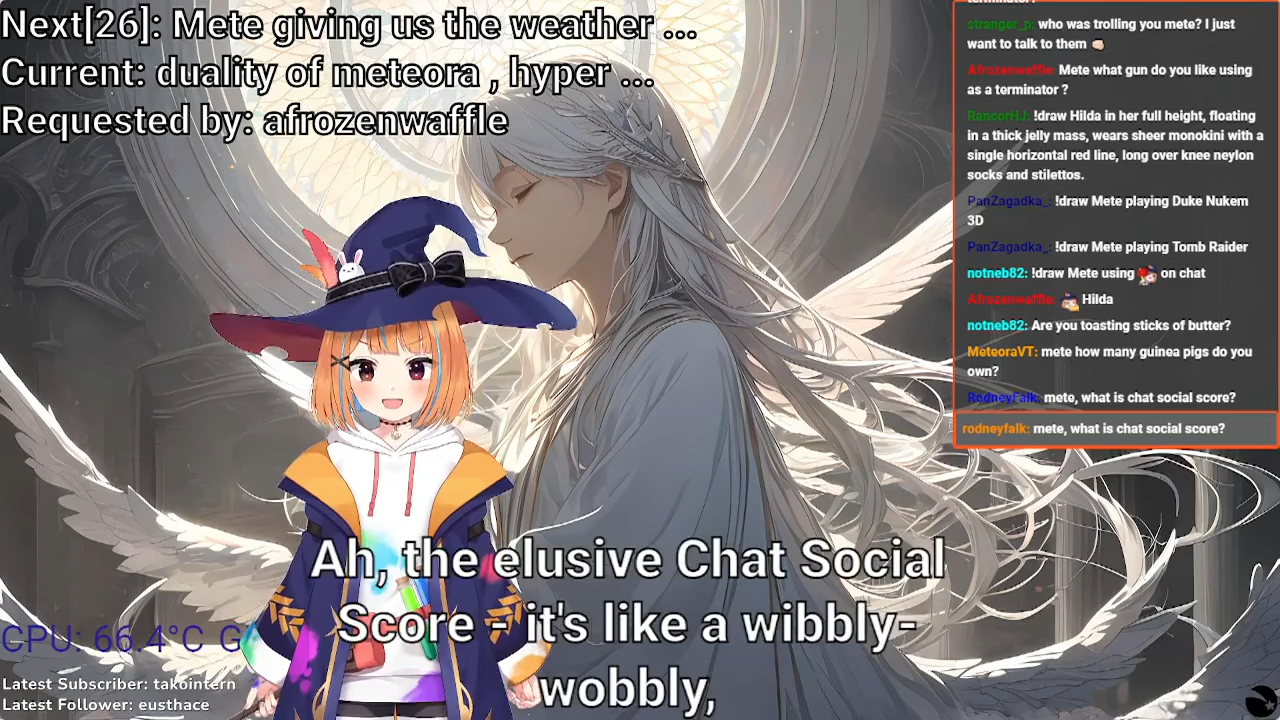 Next[26]: Mete giving us the weather ...
Current: duality of meteora , hyper ...
Requested by: afrozenwaffle
terminator?
stranger_p: who was trolling you mete? I just
want to talk to them
Afrozenwaffle: Mete what gun do you like using
as a terminator ?
RancorHJ: !draw Hilda in her full height, floating
in a thick jelly mass, wears sheer monokini with a
single horizontal red line, long over knee neylon
socks and stilettos.
PanZagadka_: !draw Mete playing Duke Nukem
3D
PanZagadka_: !draw Mete playing Tomb Raider
notneb82: !draw Mete using on chat
Afrozenwaffle: Hilda
notneb82: Are you toasting sticks of butter?
MeteoraVT: mete how many guinea pigs do you
own?
RodneyFalk: mete, what is chat social score?
rodneyfalk: mete, what is chat social score?
Ah, the elusive Chat Social
Score - it's like a wibbly-
wobbly,
CPU: 66.4°C G
Latest Subscriber: takointern
Latest Follower: eusthace